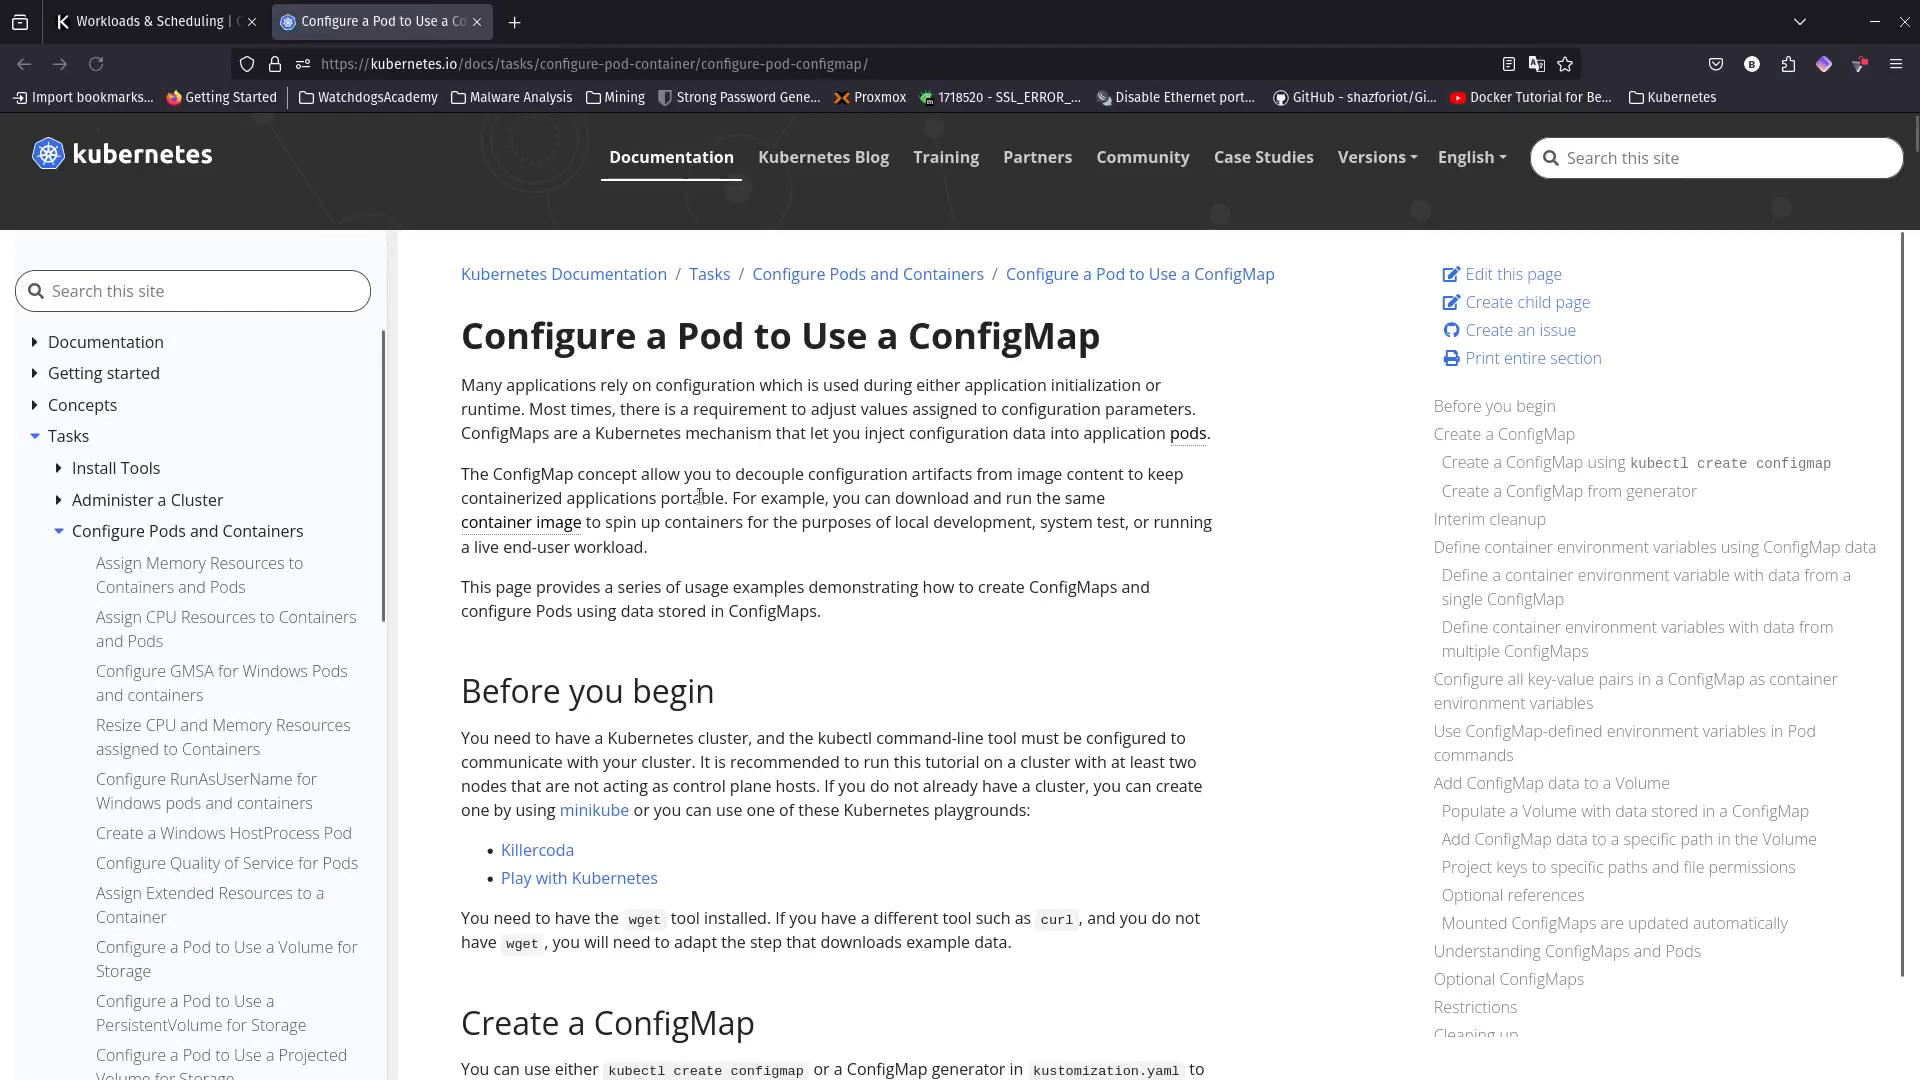 Workloads & Scheduling |
Configure a Pod to Use a Co
https://kubernetes.io/docs/tasks/configure-pod-container/configure-pod-configmap/
Import bookmarks...
Getting Started
WatchdogsAcademy
Malware Analysis
Mining
Strong Password Gene...
Proxmox
1718520 - SSL_ERROR_...
Disable Ethernet port...
GitHub - shazforiot/Gi...
Docker Tutorial for Be...
Kubernetes
kubernetes
Documentation
Kubernetes Blog
Training
Partners
Community
Case Studies
Versions
English
Search this site
Search this site
Documentation
Getting started
Concepts
Tasks
Install Tools
Administer a Cluster
Configure Pods and Containers
Assign Memory Resources to
Containers and Pods
Assign CPU Resources to Containers
and Pods
Configure GMSA for Windows Pods
and containers
Resize CPU and Memory Resources
assigned to Containers
Configure RunAsUserName for
Windows pods and containers
Create a Windows HostProcess Pod
Configure Quality of Service for Pods
Assign Extended Resources to a
Container
Configure a Pod to Use a Volume for
Storage
Configure a Pod to Use a
PersistentVolume for Storage
Configure a Pod to Use a Projected
Volume for Storage
Kubernetes Documentation / Tasks / Configure Pods and Containers / Configure a Pod to Use a ConfigMap
Configure a Pod to Use a ConfigMap
Many applications rely on configuration which is used during either application initialization or
runtime. Most times, there is a requirement to adjust values assigned to configuration parameters.
ConfigMaps are a Kubernetes mechanism that let you inject configuration data into application pods.
The ConfigMap concept allow you to decouple configuration artifacts from image content to keep
containerized applications portable. For example, you can download and run the same
container image to spin up containers for the purposes of local development, system test, or running
a live end-user workload.
This page provides a series of usage examples demonstrating how to create ConfigMaps and
configure Pods using data stored in ConfigMaps.
Before you begin
You need to have a Kubernetes cluster, and the kubectl command-line tool must be configured to
communicate with your cluster. It is recommended to run this tutorial on a cluster with at least two
nodes that are not acting as control plane hosts. If you do not already have a cluster, you can create
one by using minikube or you can use one of these Kubernetes playgrounds:
• Killercoda
• Play with Kubernetes
You need to have the wget tool installed. If you have a different tool such as curl, and you do not
have wget, you will need to adapt the step that downloads example data.
Create a ConfigMap
You can use either kubectl create configmap or a ConfigMap generator in kustomization.yaml to
Edit this page
Create child page
Create an issue
Print entire section
Before you begin
Create a ConfigMap
Create a ConfigMap using kubectl create configmap
Create a ConfigMap from generator
Interim cleanup
Define container environment variables using ConfigMap data
Define a container environment variable with data from a
single ConfigMap
Define container environment variables with data from
multiple ConfigMaps
Configure all key-value pairs in a ConfigMap as container
environment variables
Use ConfigMap-defined environment variables in Pod
commands
Add ConfigMap data to a Volume
Populate a Volume with data stored in a ConfigMap
Add ConfigMap data to a specific path in the Volume
Project keys to specific paths and file permissions
Optional references
Mounted ConfigMaps are updated automatically
Understanding ConfigMaps and Pods
Optional ConfigMaps
Restrictions
Cleaning up